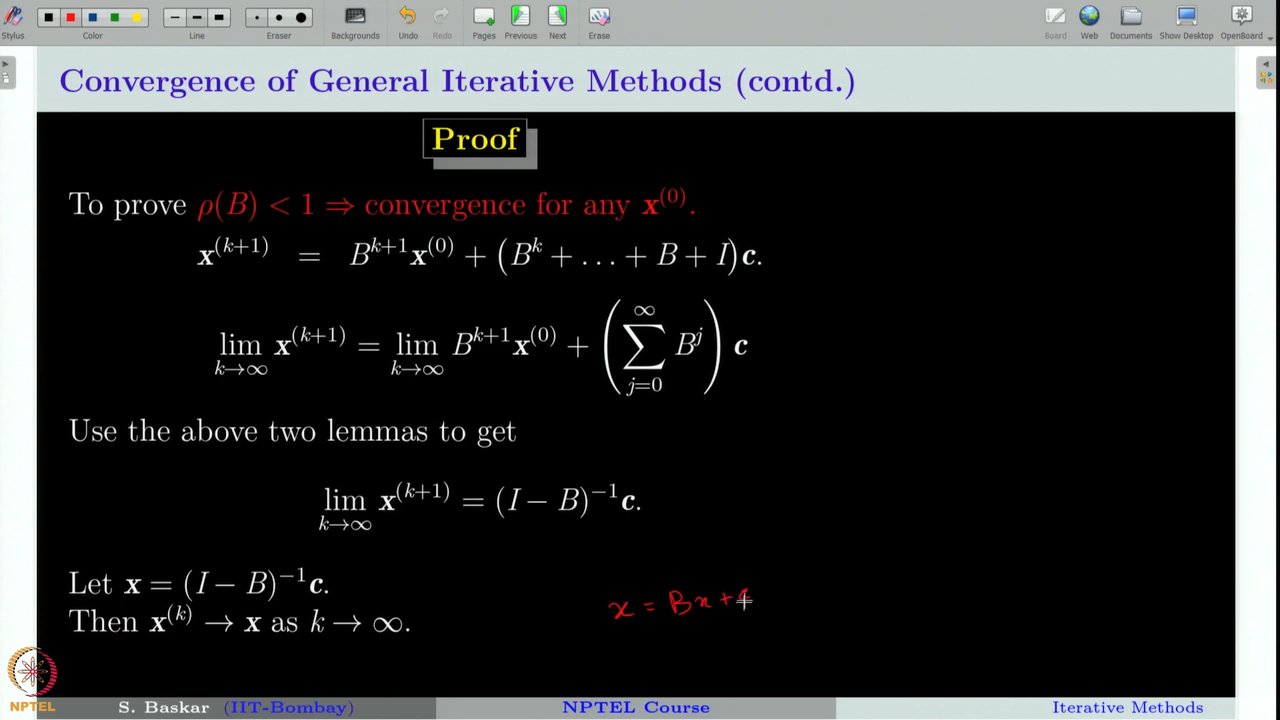 Stylus Color Line Eraser Backgrounds Undo Redo Pages Previous Next Erase Board Web Documents Show Desktop OpenBoard
Convergence of General Iterative Methods (contd.)
Proof
To prove ρ(B) < 1 ⇒ convergence for any x^(0).
x^(k+1) = B^{k+1}x^(0) + (B^k + … + B + I)c.
lim_{k→∞} x^(k+1) = lim_{k→∞} B^{k+1}x^(0) + (∑_{j=0}^{∞} B^j) c
Use the above two lemmas to get
lim_{k→∞} x^(k+1) = (I − B)^{−1}c.
Let x = (I − B)^{−1}c.
x = Bx +
Then x^(k) → x as k → ∞.
NPTEL
S. Baskar (IIT-Bombay) NPTEL Course Iterative Methods